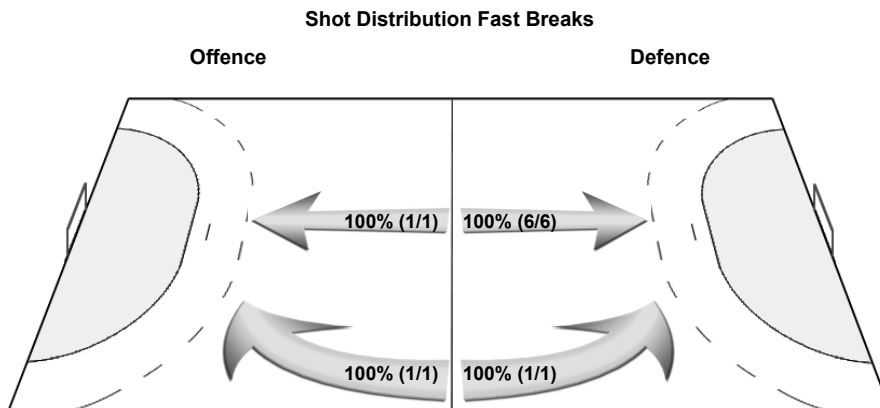 Shot Distribution Fast Breaks
Offence Defence
100% (1/1) 100% (6/6)
100% (1/1) 100% (1/1)